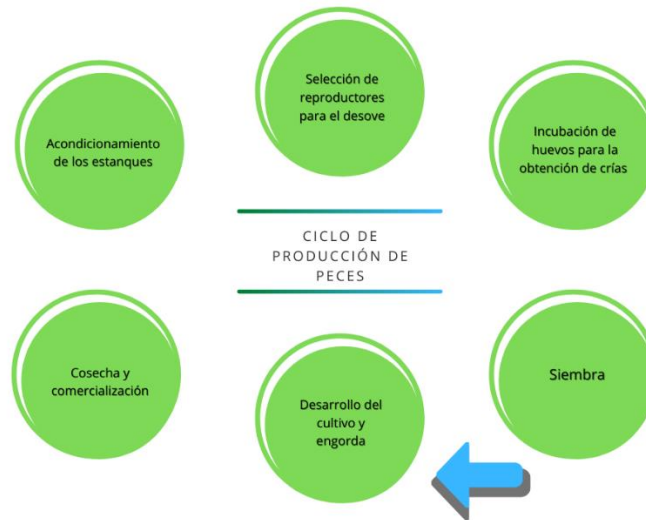 Selección de
reproductores
para el desove
Acondicionamiento
de los estanques
Incubación de
huevos para la
obtención de crías
CICLO DE
PRODUCCIÓN DE
PECES
Cosecha y
comercialización
Desarrollo del
cultivo y
engorda
Siembra